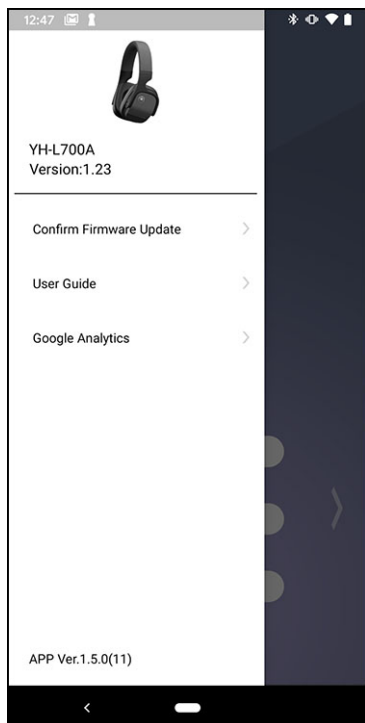 12:47
YH-L700A
Version:1.23
Confirm Firmware Update
User Guide
Google Analytics
APP Ver.1.5.0(11)